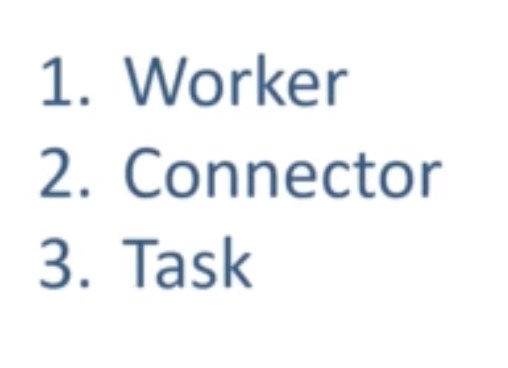 1. Worker
2. Connector
3. Task